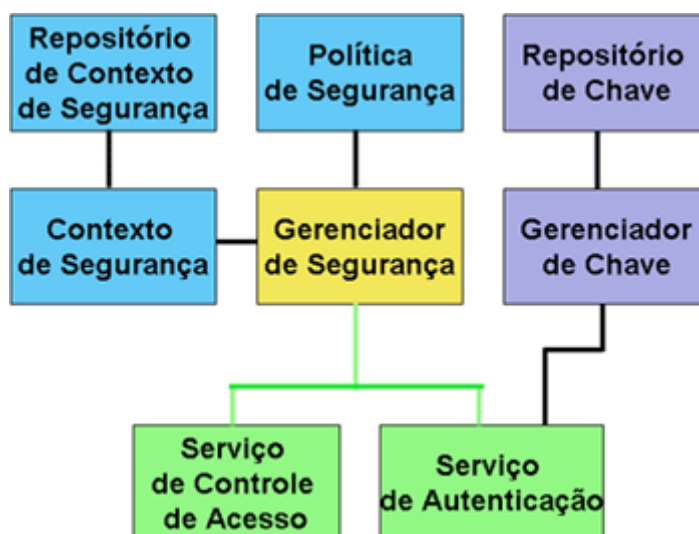 Repositório
de Contexto
de Segurança
Política
de Segurança
Repositório
de Chave
Contexto
de Segurança
Gerenciador
de Segurança
Gerenciador
de Chave
Serviço
de Controle
de Acesso
Serviço
de Autenticação